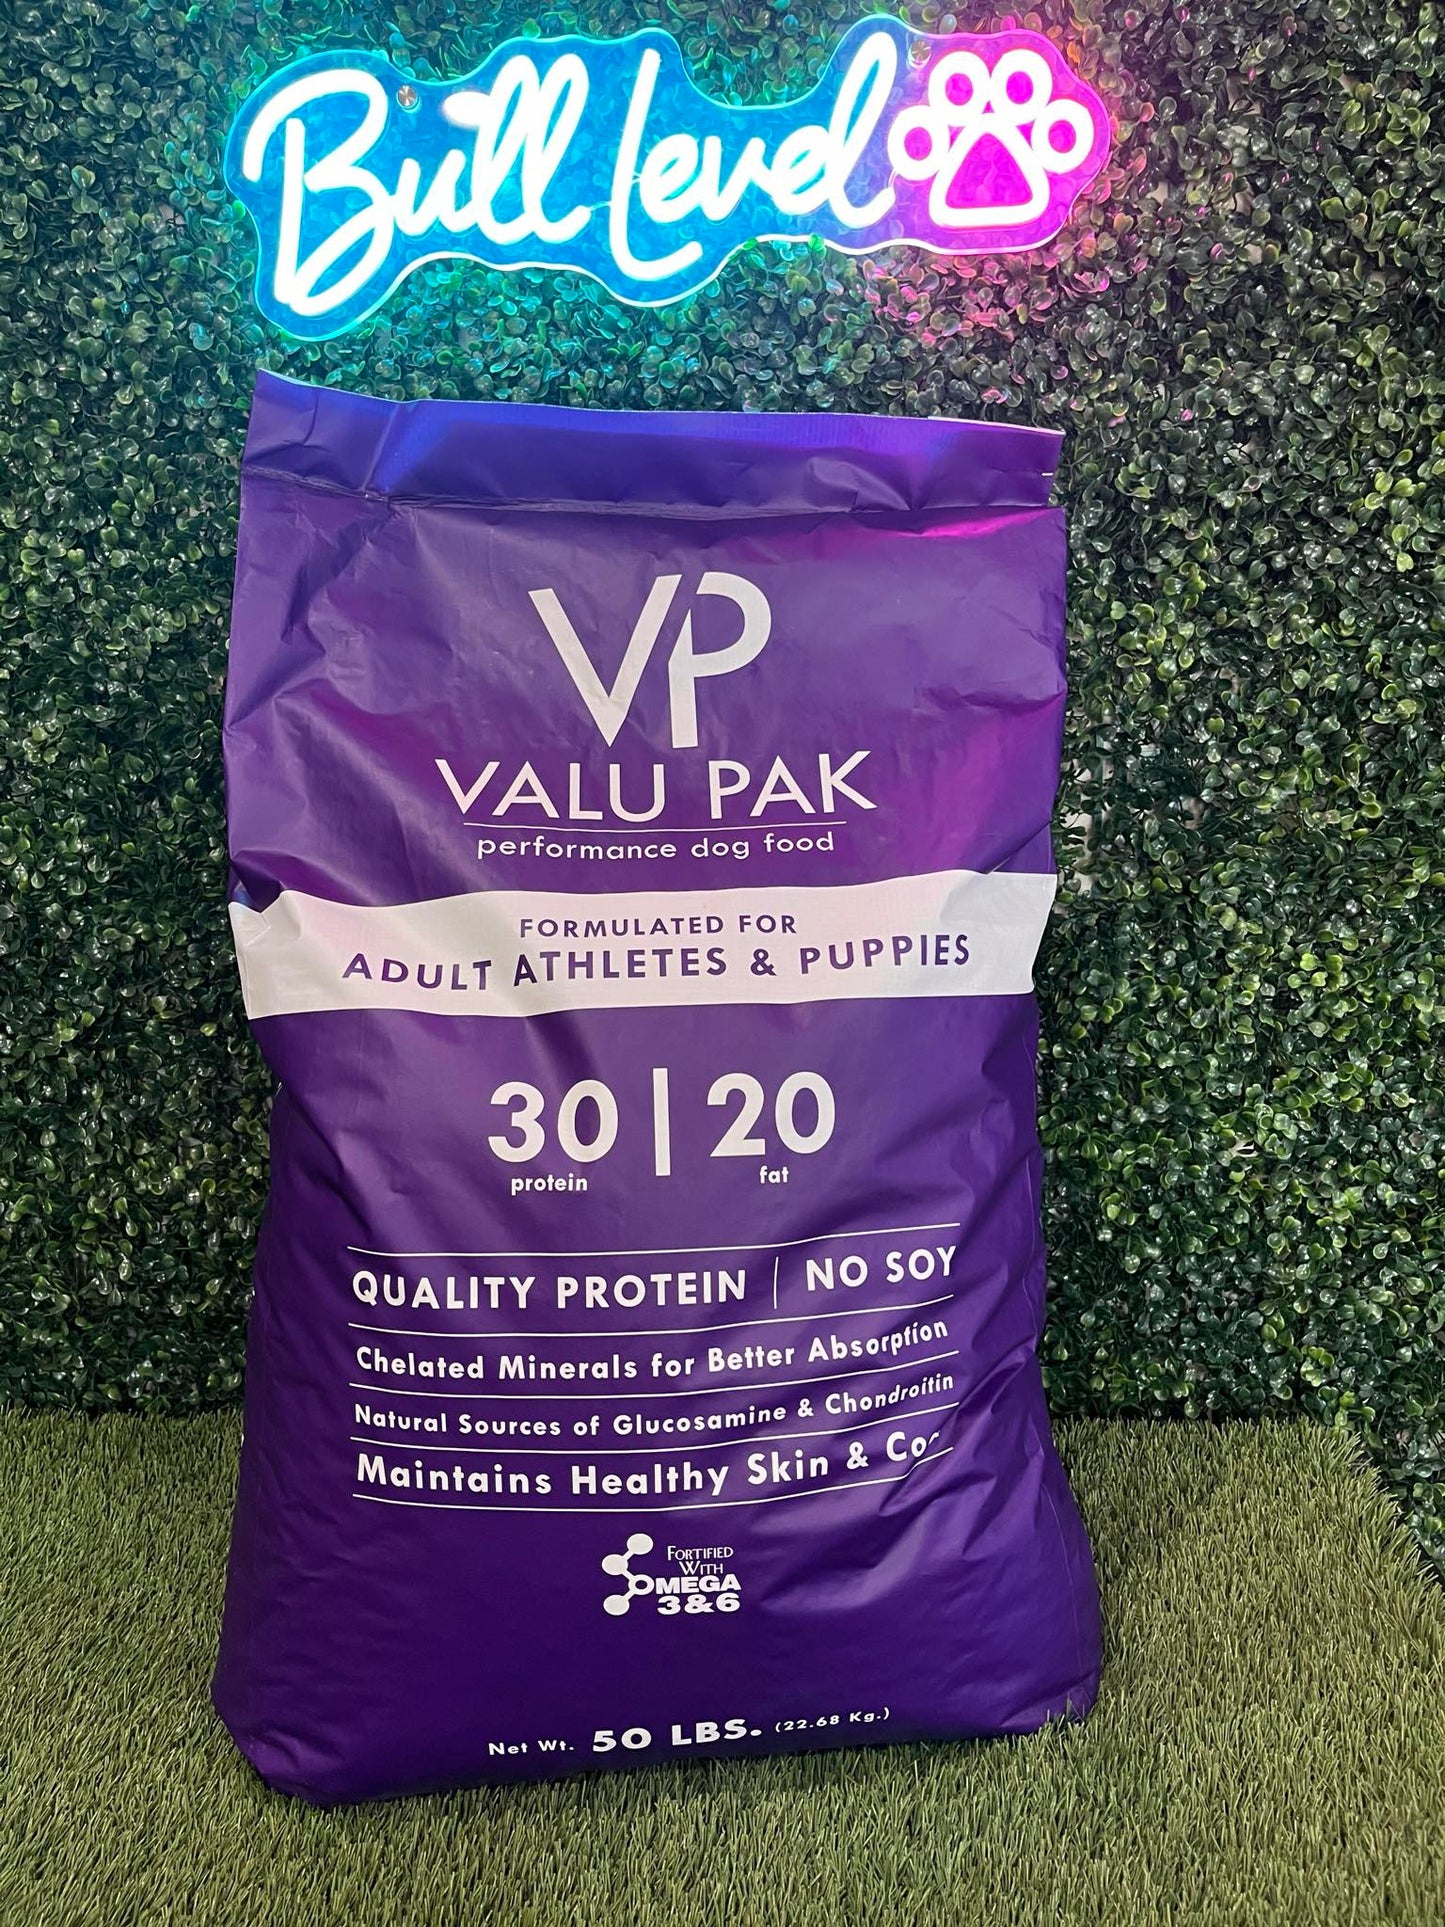 Bull Level
VP
VALU PAK
performance dog food
FORMULATED FOR
ADULT ATHLETES & PUPPIES
30 | 20
protein fat
QUALITY PROTEIN | NO SOY
Chelated Minerals for Better Absorption
Natural Sources of Glucosamine & Chondroitin
Maintains Healthy Skin &
FORTIFIED
WITH
OMEGA
3&6
Net Wt. 50 LBS. (22.68 Kg.)